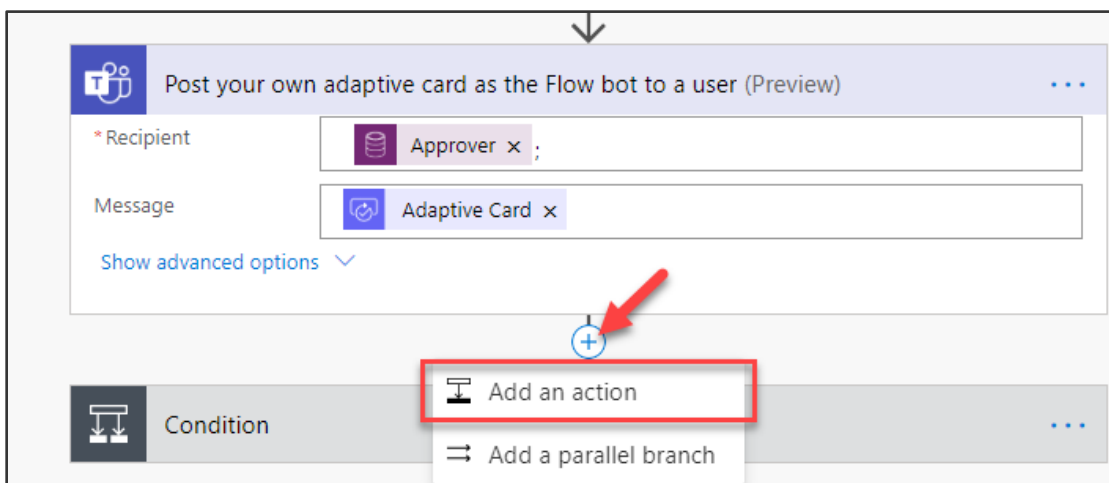 Post your own adaptive card as the Flow bot to a user (Preview)
* Recipient
Approver × ;
Message
Adaptive Card ×
Show advanced options
Add an action
Condition
Add a parallel branch